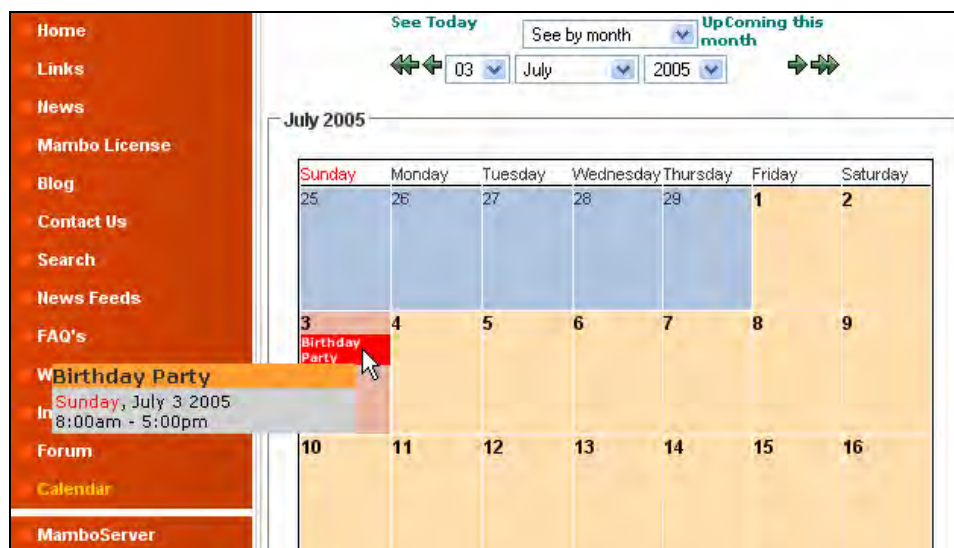 Home
Links
News
Mambo License
Blog
Contact Us
Search
News Feeds
FAQ's
W
In
Forum
Calendar
MamboServer
See Today
See by month
UpComing this
month
03 July 2005
July 2005
Sunday Monday Tuesday Wednesday Thursday Friday Saturday
25 26 27 28 29 1 2
3 4 5 6 7 8 9
Birthday
Party
Birthday Party
Sunday, July 3 2005
8:00am - 5:00pm
10 11 12 13 14 15 16